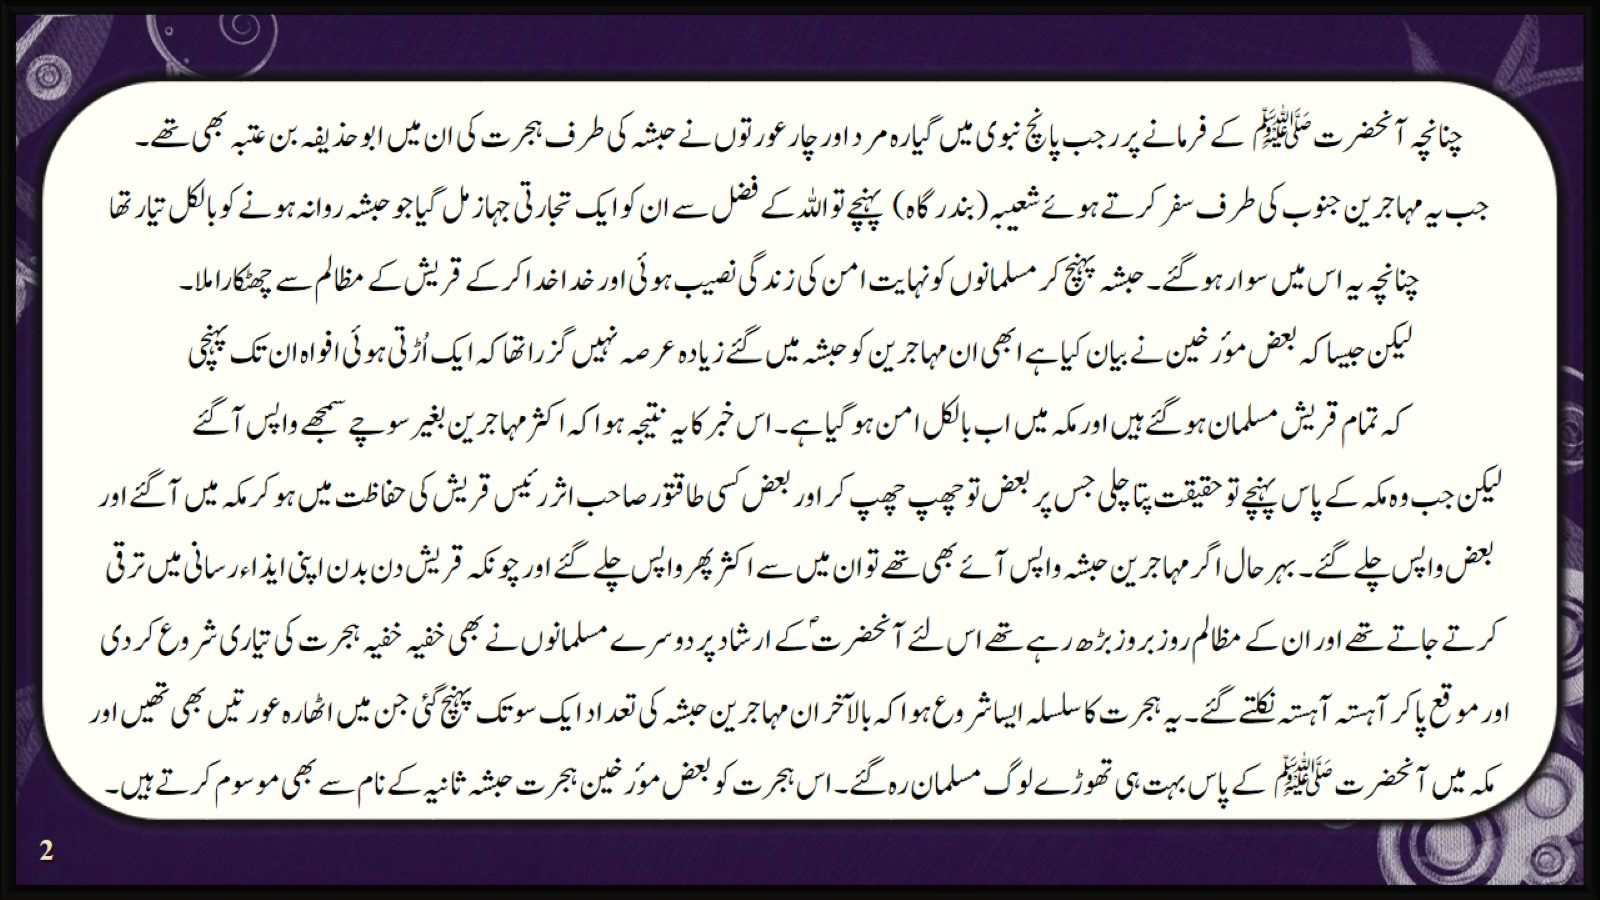 چنانچہ آنحضرت ﷺ کے فرمانے پر رجب پانچ نبوی میں گیارہ مرد اور چار عورتوں نے حبشہ کی طرف ہجرت کی ان میں ابو حذیفہ بن عتبہ بھی تھے۔
جب یہ مہاجرین جنوب کی طرف سفر کرتے ہوئے شعیبہ (بندرگاہ) پہنچے تو اللہ کے فضل سے ان کو ایک تجارتی جہاز مل گیا جو حبشہ روانہ ہونے کو بالکل تیار تھا
چنانچہ یہ اس میں سوار ہوگئے۔ حبشہ پہنچ کر مسلمانوں کو نہایت امن کی زندگی نصیب ہوئی اور خدا خدا کر کے قریش کے مظالم سے چھٹکارا ملا۔
لیکن جیسا کہ بعض مؤرخین نے بیان کیا ہے ابھی ان مہاجرین کو حبشہ میں گئے زیادہ عرصہ نہیں گزرا تھا کہ ایک اُڑتی ہوئی افواہ ان تک پہنچی
کہ تمام قریش مسلمان ہو گئے ہیں اور مکہ میں اب بالکل امن ہو گیا ہے۔ اس خبر کا یہ نتیجہ ہوا کہ اکثر مہاجرین بغیر سوچے سمجھے واپس آ گئے
لیکن جب وہ مکہ کے پاس پہنچے تو حقیقت پتا چلی جس پر بعض تو چھپ چھپ کر اور بعض کسی طاقتور صاحب اثر رئیس قریش کی حفاظت میں ہو کر مکہ میں آ گئے اور
بعض واپس چلے گئے۔ بہرحال اگر مہاجرین حبشہ واپس آئے بھی تھے تو ان میں سے اکثر پھر واپس چلے گئے اور چونکہ قریش دن بدن اپنی ایذاء رسانی میں ترقی
کرتے جاتے تھے اور ان کے مظالم روز بروز بڑھ رہے تھے اس لئے آنحضرتؐ کے ارشاد پر دوسرے مسلمانوں نے بھی خفیہ خفیہ ہجرت کی تیاری شروع کر دی
اور موقع پا کر آہستہ آہستہ نکلتے گئے۔ یہ ہجرت کا سلسلہ ایسا شروع ہوا کہ بالآخر ان مہاجرین حبشہ کی تعداد ایک سو تک پہنچ گئی جن میں اٹھارہ عورتیں بھی تھیں اور
مکہ میں آنحضرت ﷺ کے پاس بہت ہی تھوڑے لوگ مسلمان رہ گئے۔ اس ہجرت کو بعض مؤرخین ہجرت حبشہ ثانیہ کے نام سے بھی موسوم کرتے ہیں۔
2